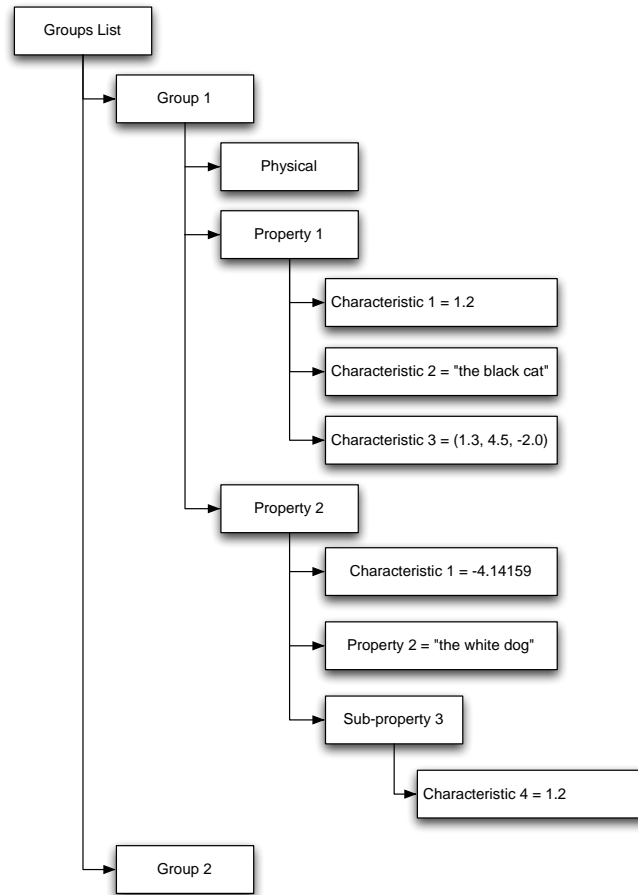 Groups List
Group 1
Physical
Property 1
Characteristic 1 = 1.2
Characteristic 2 = "the black cat"
Characteristic 3 = (1.3, 4.5, -2.0)
Property 2
Characteristic 1 = -4.14159
Property 2 = "the white dog"
Sub-property 3
Characteristic 4 = 1.2
Group 2